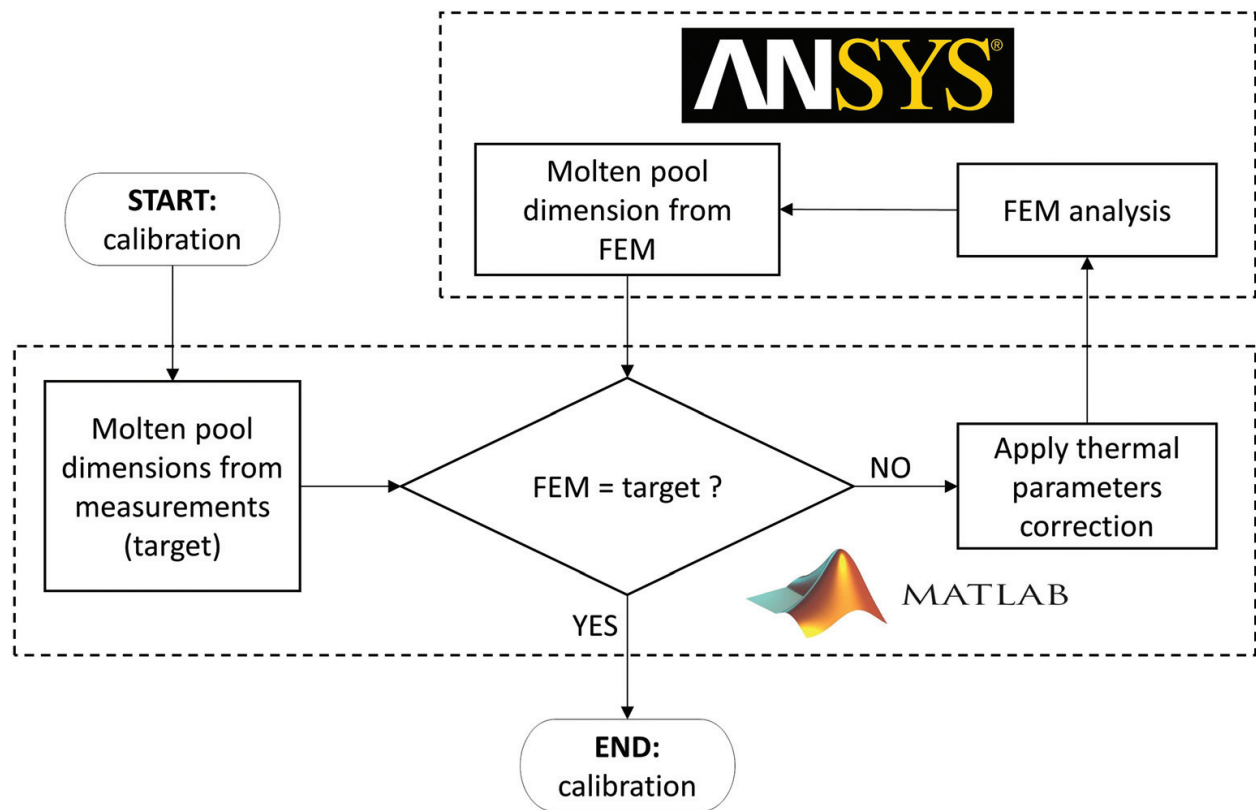 ANSYS®
START:
calibration
Molten pool
dimension from
FEM
FEM analysis
Molten pool
dimensions from
measurements
(target)
FEM = target ?
NO
Apply thermal
parameters
correction
MATLAB
YES
END:
calibration